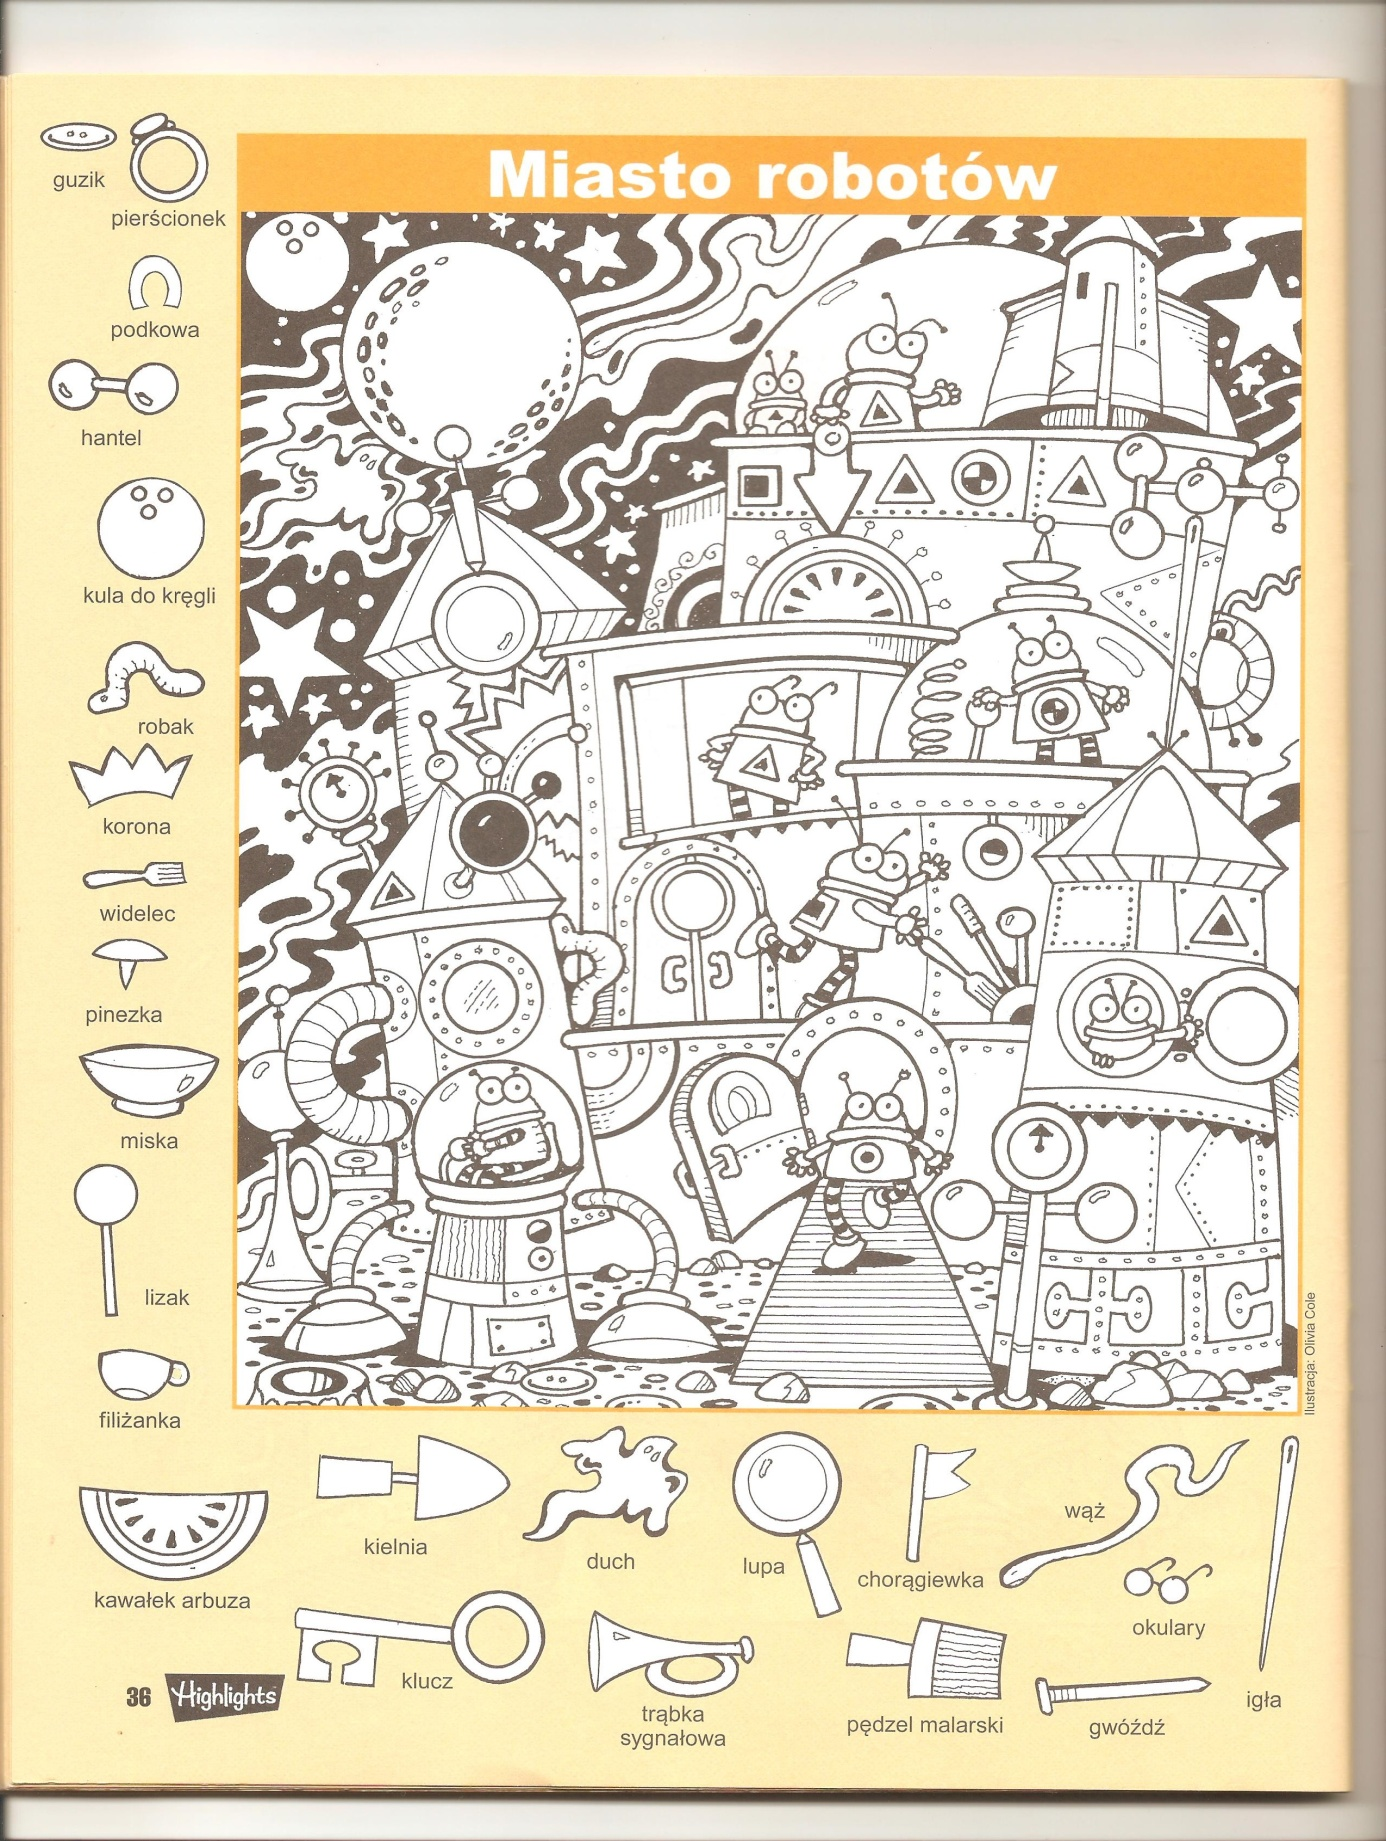 Miasto robotów
guzik
pierścionek
podkowa
hantel
kula do kręgli
robak
korona
widelec
pinezka
miska
lizak
filiżanka
kawałek arbuza
kielnia
duch
lupa
chorągiewka
wąż
okulary
igła
klucz
trąbka
sygnałowa
pędzel malarski
gwóźdź
36 Highlights
Ilustracja: Olivia Cole